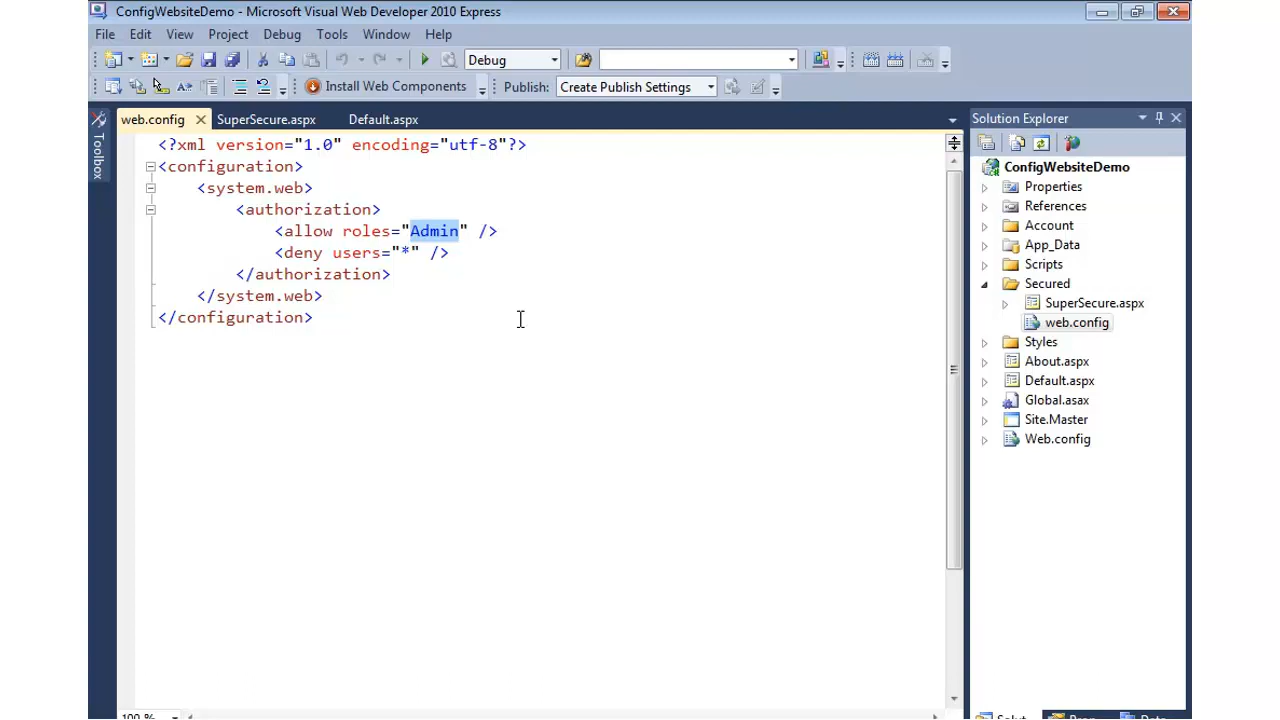 ConfigWebsiteDemo - Microsoft Visual Web Developer 2010 Express
File Edit View Project Debug Tools Window Help
Debug
Install Web Components Publish: Create Publish Settings
web.config SuperSecure.aspx Default.aspx
Toolbox
<?xml version="1.0" encoding="utf-8"?>
<configuration>
<system.web>
<authorization>
<allow roles="Admin" />
<deny users="*" />
</authorization>
</system.web>
</configuration>
100 %
Solution Explorer
ConfigWebsiteDemo
Properties
References
Account
App_Data
Scripts
Secured
SuperSecure.aspx
web.config
Styles
About.aspx
Default.aspx
Global.asax
Site.Master
Web.config